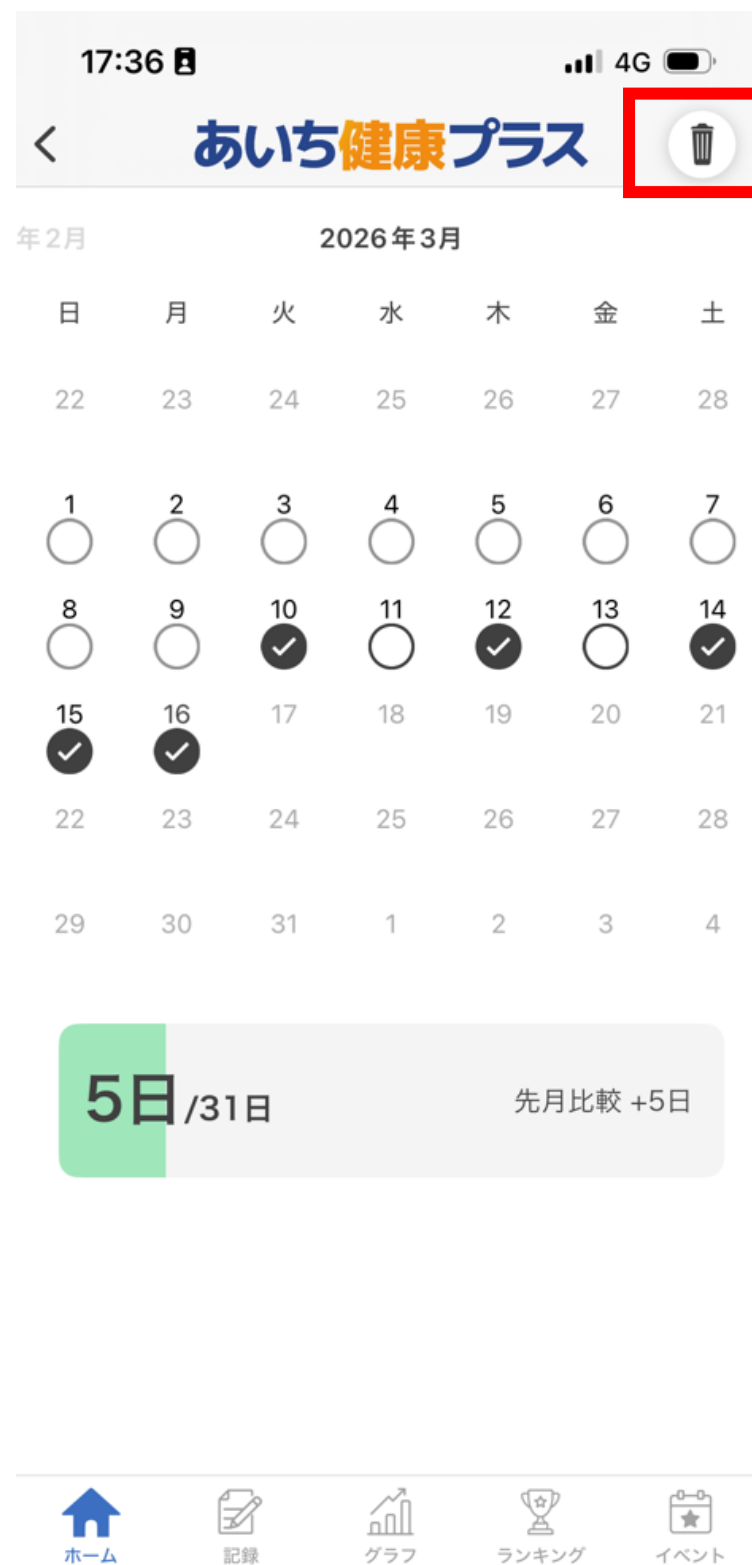 17:36 4G
あいち健康プラス
年2月 2026年3月
日 月 火 水 木 金 土
22 23 24 25 26 27 28
1 2 3 4 5 6 7
8 9 10 11 12 13 14
15 16 17 18 19 20 21
22 23 24 25 26 27 28
29 30 31 1 2 3 4
5日/31日 先月比較 +5日
ホーム 記録 グラフ ランキング イベント